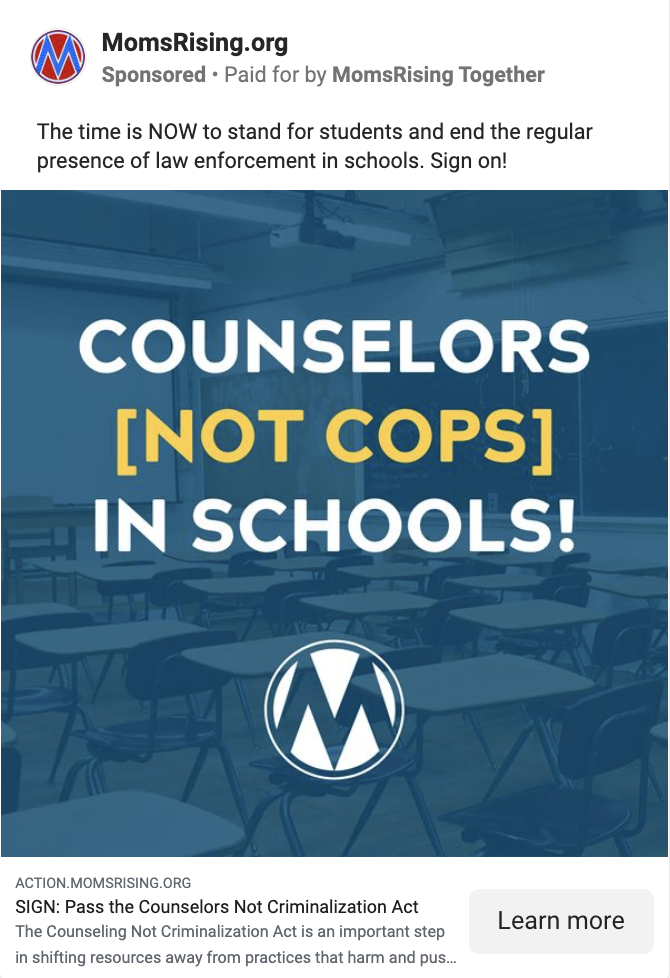 MomsRising.org
Sponsored • Paid for by MomsRising Together
The time is NOW to stand for students and end the regular
presence of law enforcement in schools. Sign on!
COUNSELORS
[NOT COPS]
IN SCHOOLS!
ACTION.MOMSRISING.ORG
SIGN: Pass the Counselors Not Criminalization Act
The Counseling Not Criminalization Act is an important step
in shifting resources away from practices that harm and pus...
Learn more